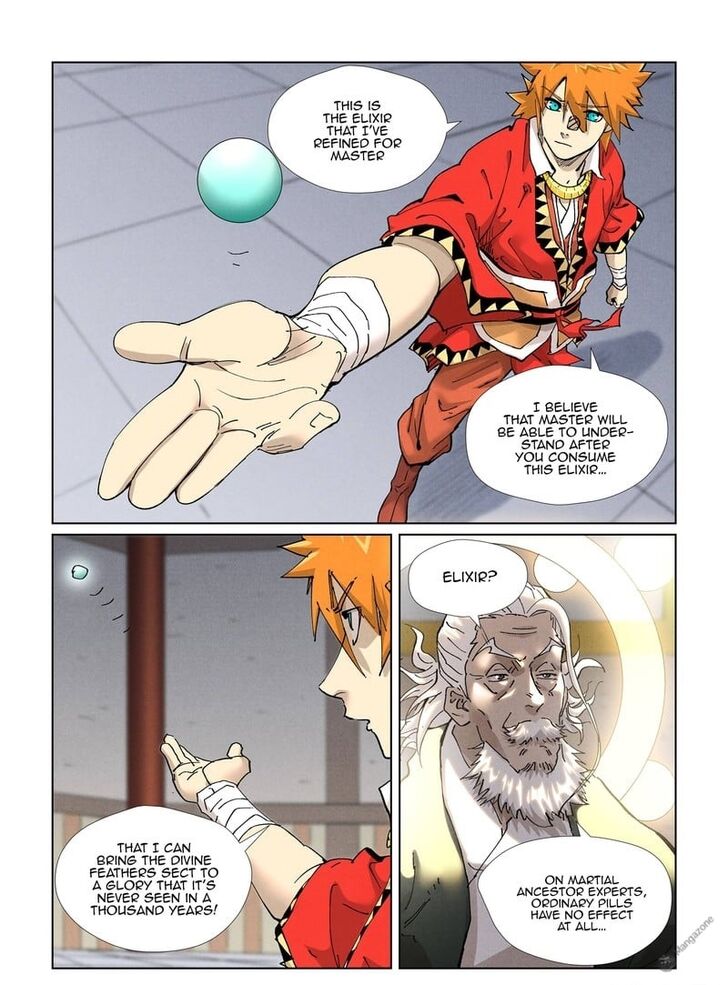 THIS IS
THE ELIXIR
THAT I'VE
REFINED FOR
MASTER
I BELIEVE
THAT MASTER WILL
BE ABLE TO UNDER-
STAND AFTER
YOU CONSUME
THIS ELIXIR...
THAT I CAN
BRING THE DIVINE
FEATHERS SECT TO
A GLORY THAT IT'S
NEVER SEEN IN A
THOUSAND YEARS!
ELIXIR?
ON MARTIAL
ANCESTOR EXPERTS,
ORDINARY PILLS
HAVE NO EFFECT
AT ALL...
Mangazone